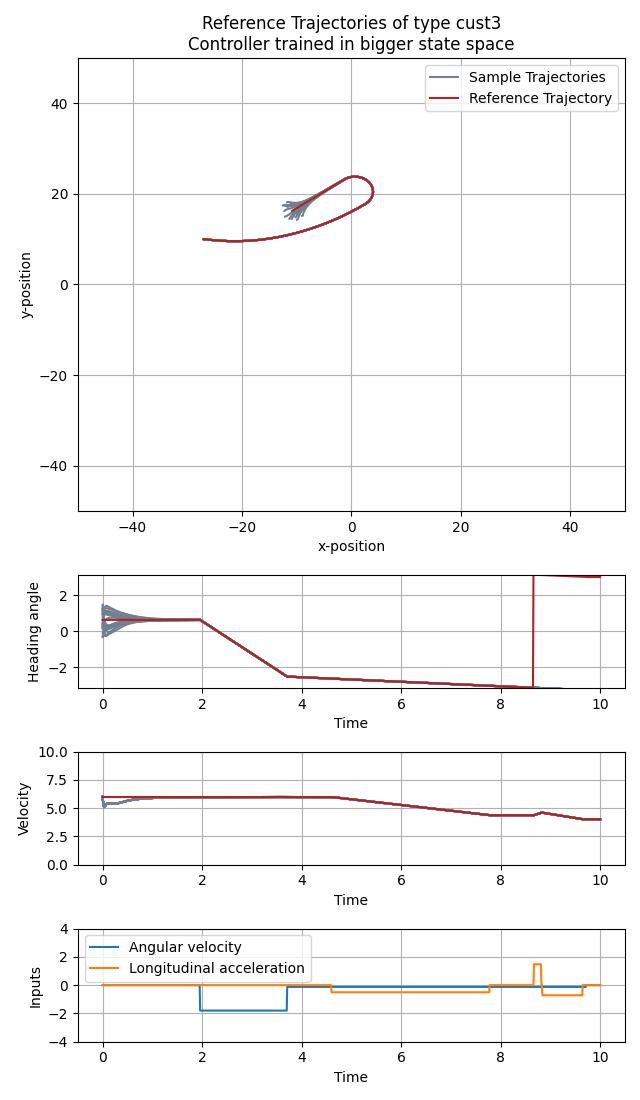 Reference Trajectories of type cust3
Controller trained in bigger state space
Sample Trajectories
Reference Trajectory
y-position
40
20
0
−20
−40
−40 −20 0 20 40
x-position
Heading angle
2
0
−2
0 2 4 6 8 10
Time
Velocity
10.0
7.5
5.0
2.5
0.0
0 2 4 6 8 10
Time
Angular velocity
Longitudinal acceleration
Inputs
4
2
0
−2
−4
0 2 4 6 8 10
Time